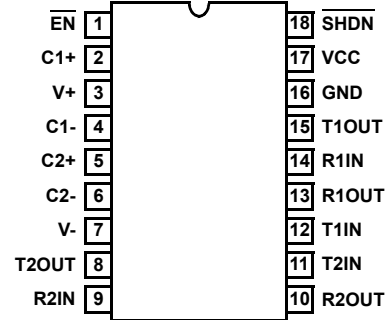 EN 1 18 SHDN
C1+ 2 17 VCC
V+ 3 16 GND
C1- 4 15 T1OUT
C2+ 5 14 R1IN
C2- 6 13 R1OUT
V- 7 12 T1IN
T2OUT 8 11 T2IN
R2IN 9 10 R2OUT